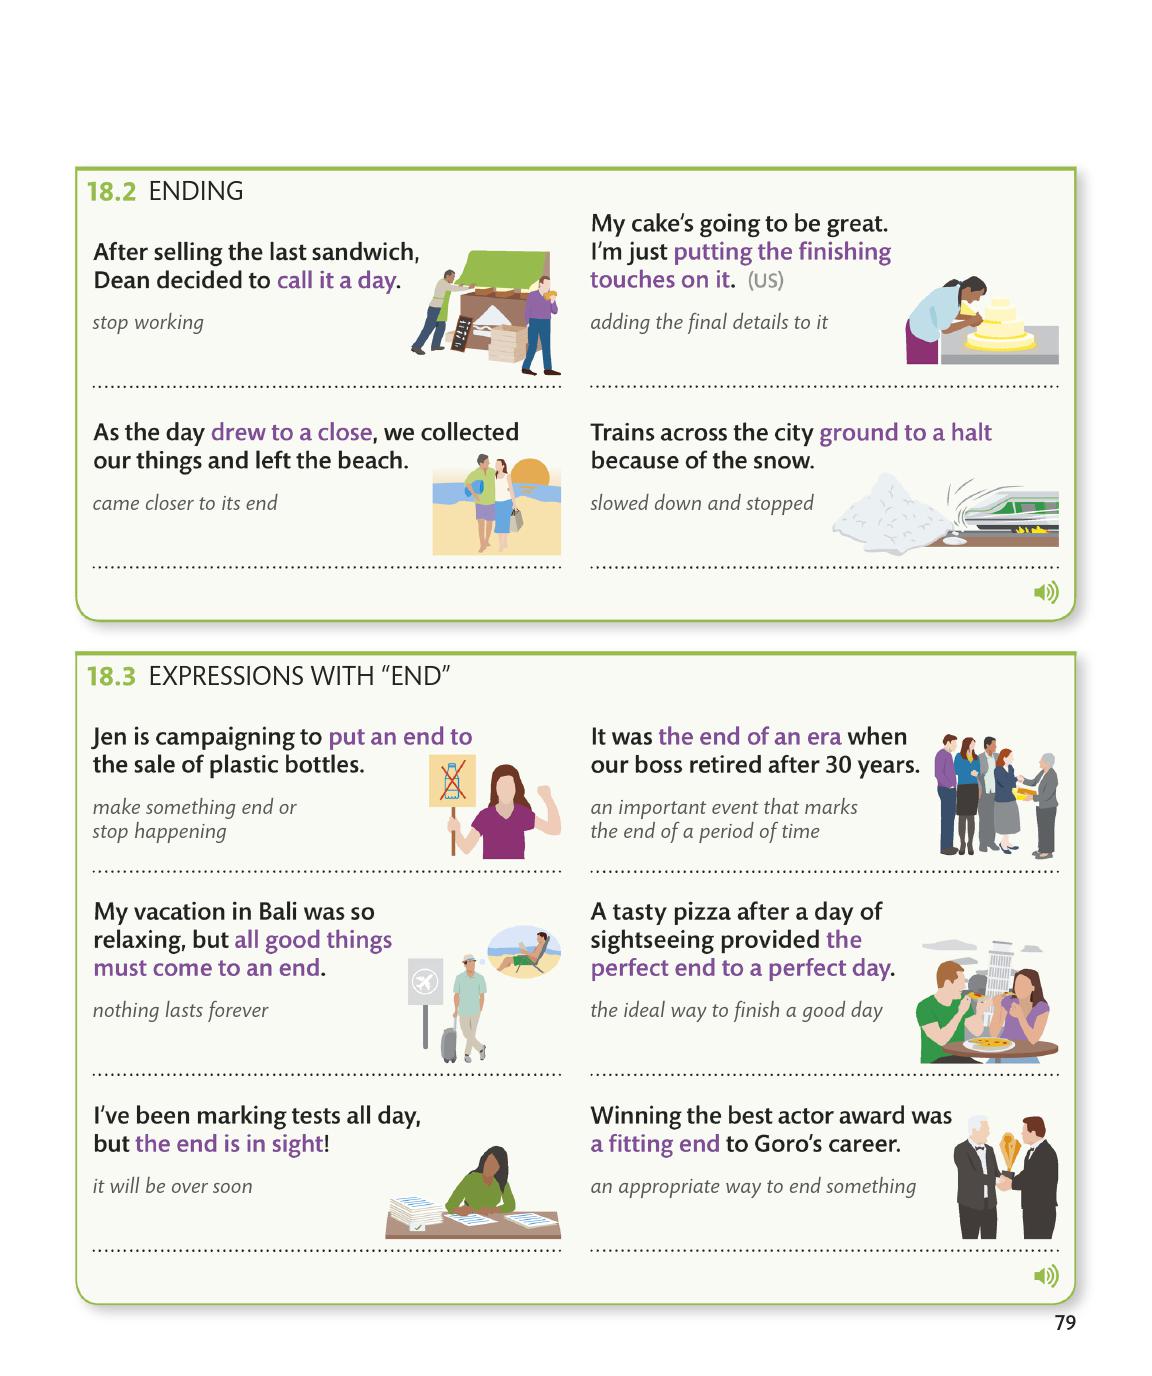 18.2 ENDING
After selling the last sandwich,
Dean decided to call it a day.
stop working
My cake's going to be great.
I'm just putting the finishing
touches on it. (US)
adding the final details to it
As the day drew to a close, we collected
our things and left the beach.
came closer to its end
Trains across the city ground to a halt
because of the snow.
slowed down and stopped
18.3 EXPRESSIONS WITH “END”
Jen is campaigning to put an end to
the sale of plastic bottles.
make something end or
stop happening
It was the end of an era when
our boss retired after 30 years.
an important event that marks
the end of a period of time
My vacation in Bali was so
relaxing, but all good things
must come to an end.
nothing lasts forever
A tasty pizza after a day of
sightseeing provided the
perfect end to a perfect day.
the ideal way to finish a good day
I've been marking tests all day,
but the end is in sight!
it will be over soon
Winning the best actor award was
a fitting end to Goro's career.
an appropriate way to end something
79